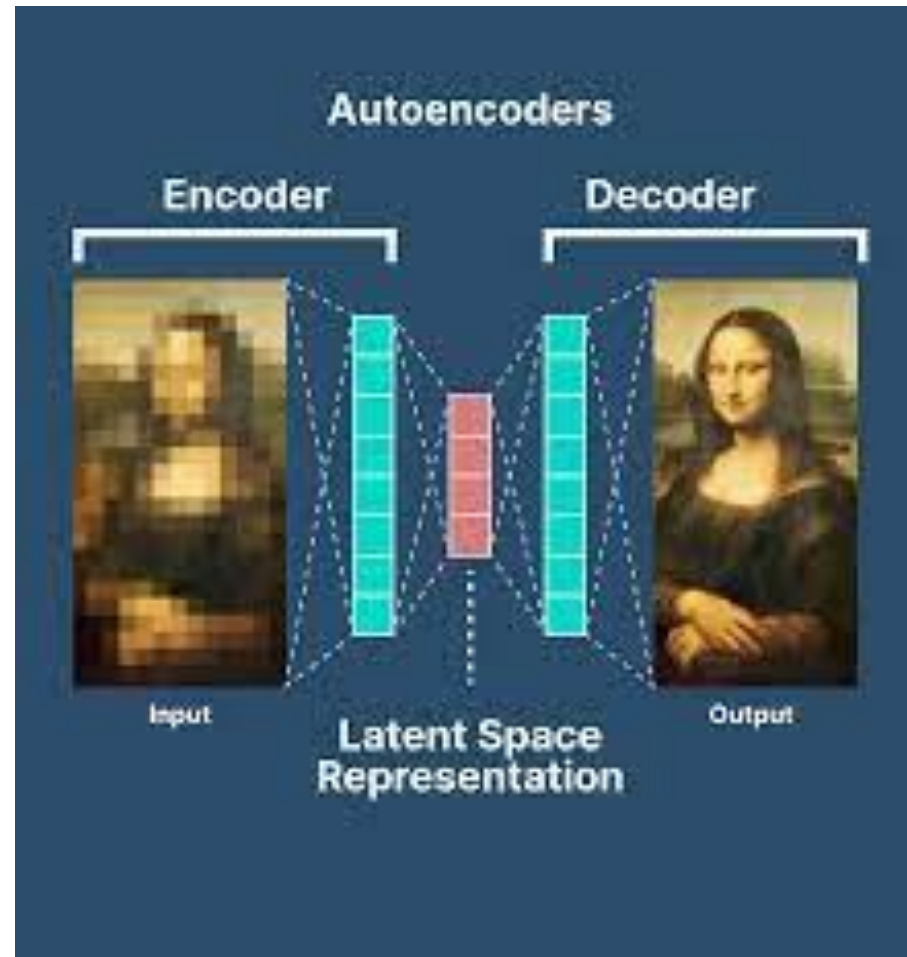 Autoencoders
Encoder
Decoder
Input
Output
Latent Space
Representation